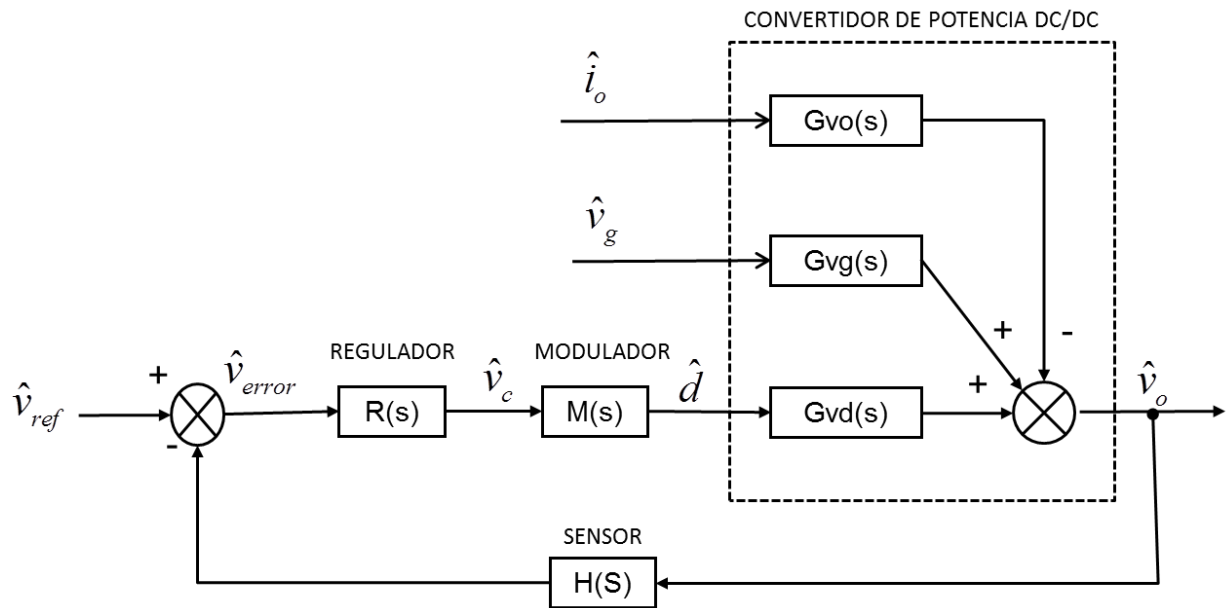 CONVERTIDOR DE POTENCIA DC/DC
î_o
Gvo(s)
-
v̂_g
Gvg(s)
+
REGULADOR
MODULADOR
v̂_ref
+
-
v̂_error
R(s)
v̂_c
M(s)
d̂
Gvd(s)
+
v̂_o
SENSOR
H(S)